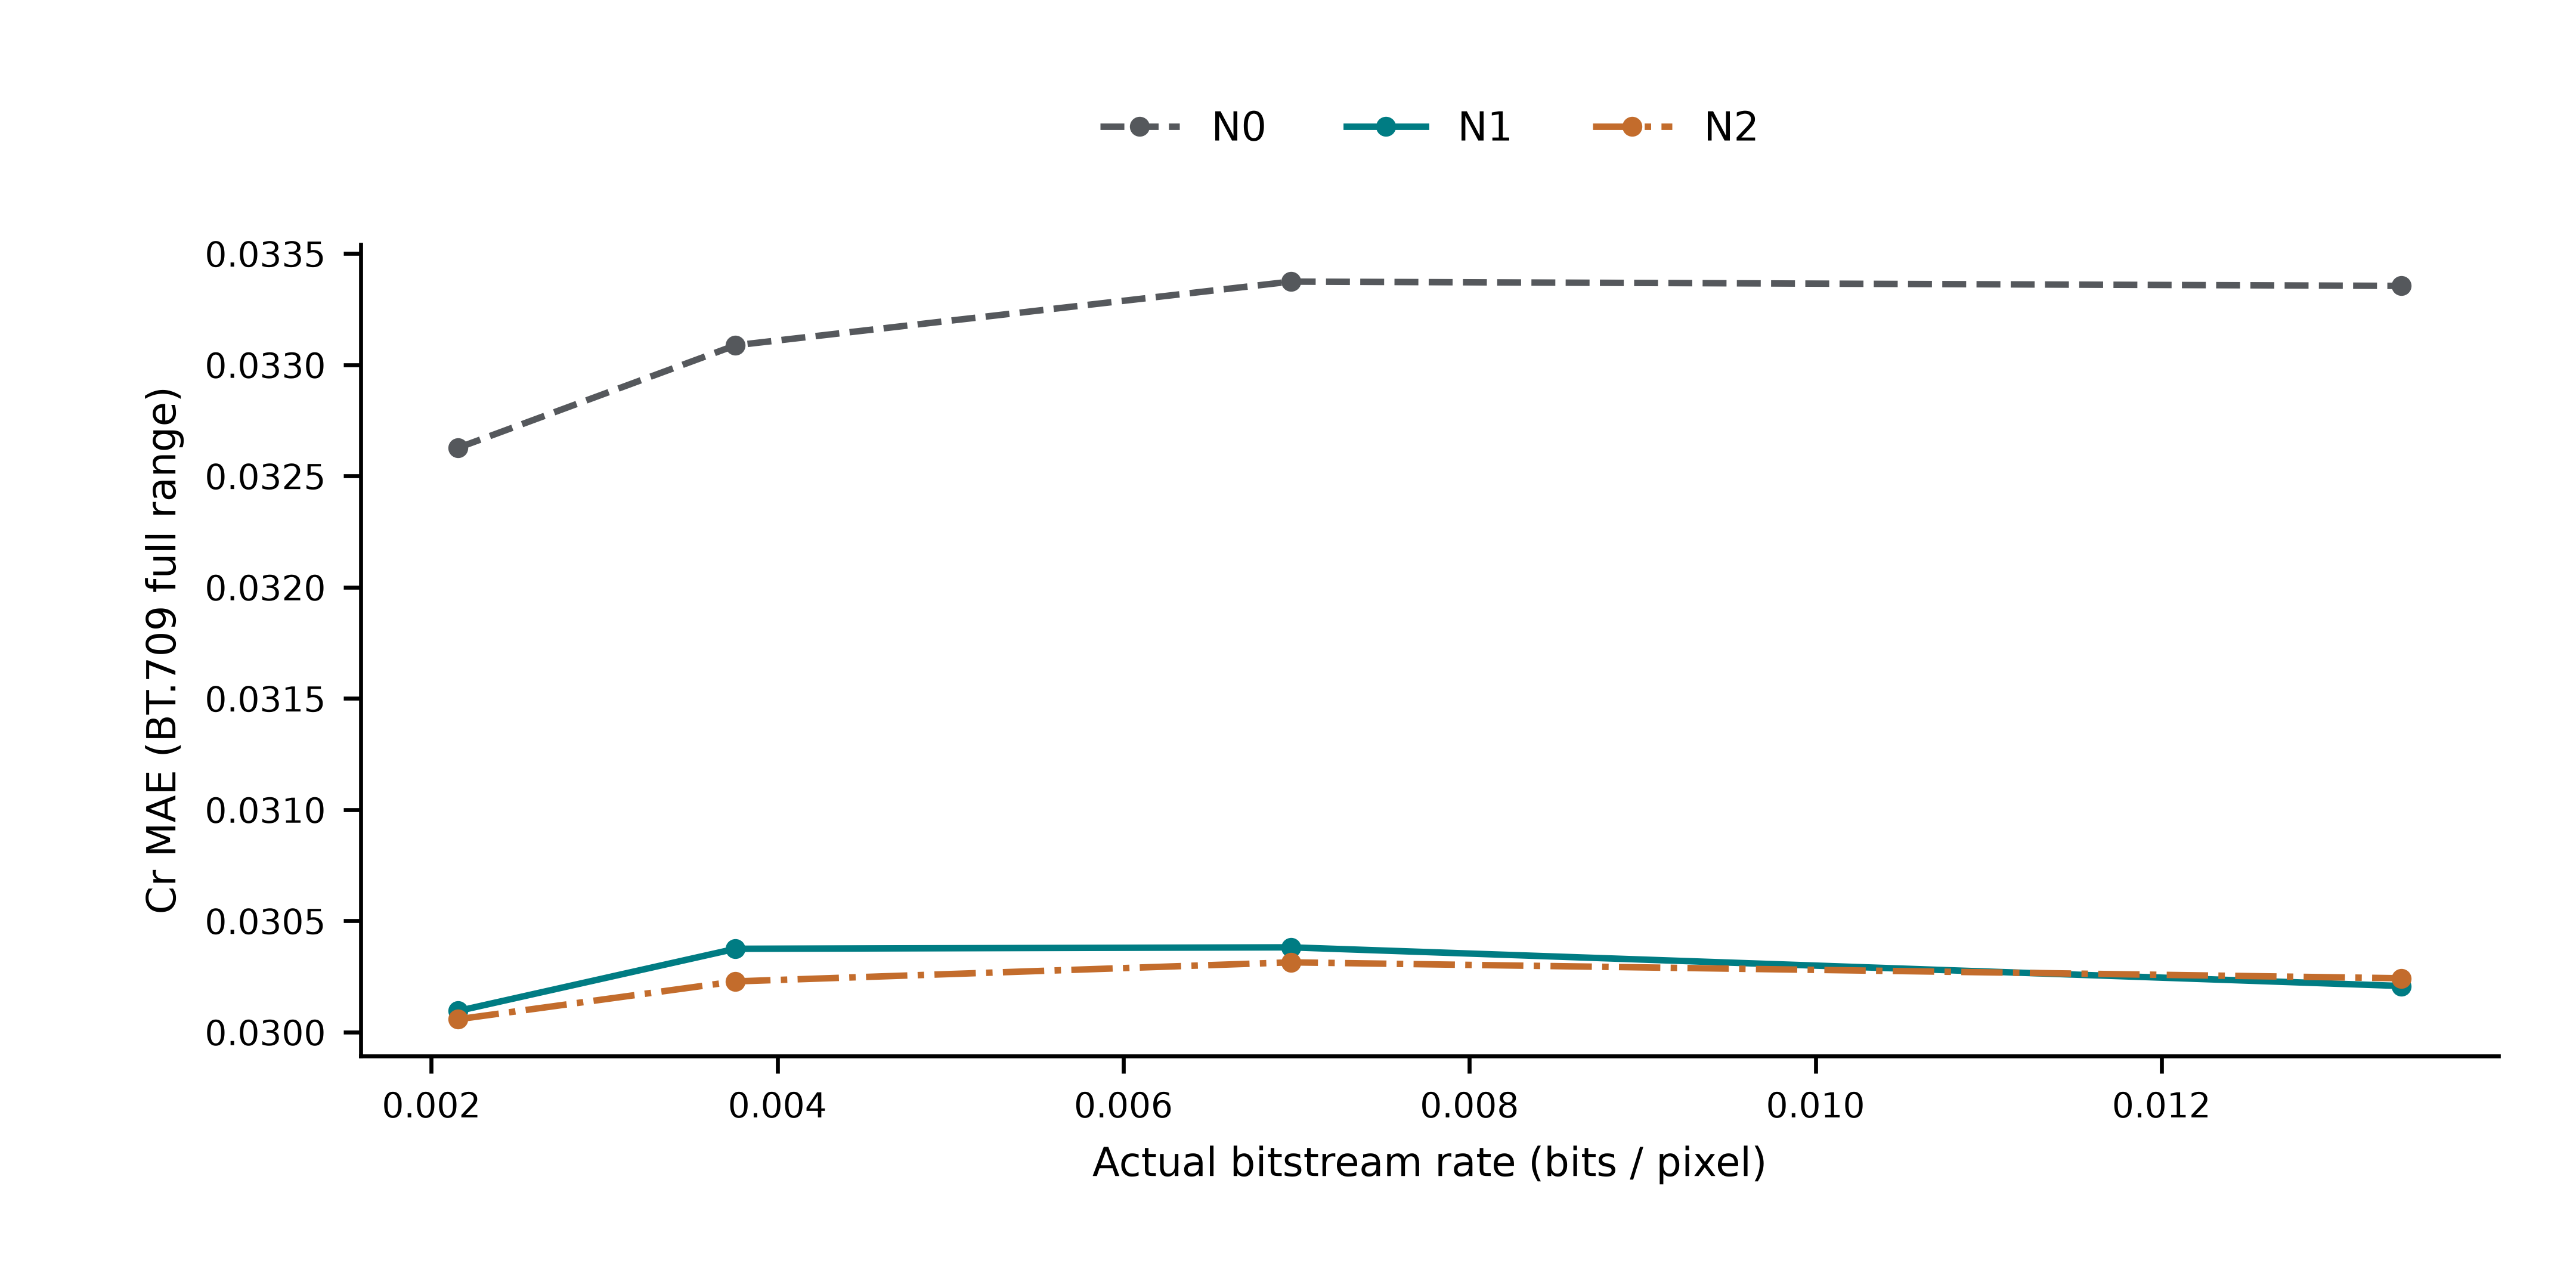 N0 N1 N2
0.0335
0.0330
0.0325
0.0320
0.0315
0.0310
0.0305
0.0300
Cr MAE (BT.709 full range)
0.002 0.004 0.006 0.008 0.010 0.012
Actual bitstream rate (bits / pixel)